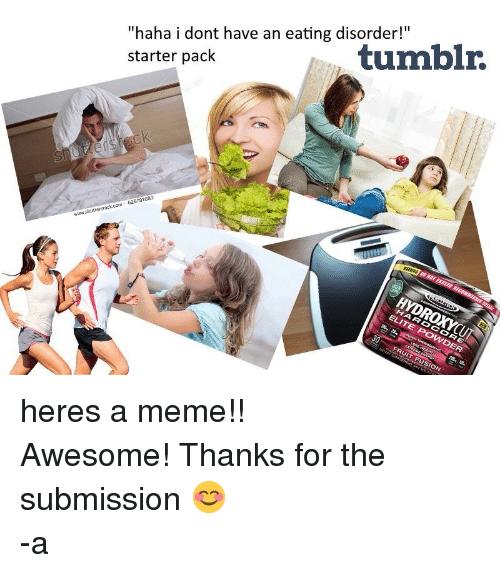 "haha i dont have an eating disorder!"
starter pack
tumblr.
shutterstock
HYDROXYCUT
HARDCORE
ELITE POWDER
FRUIT FUSION
heres a meme!!
Awesome! Thanks for the
submission 😊
-a